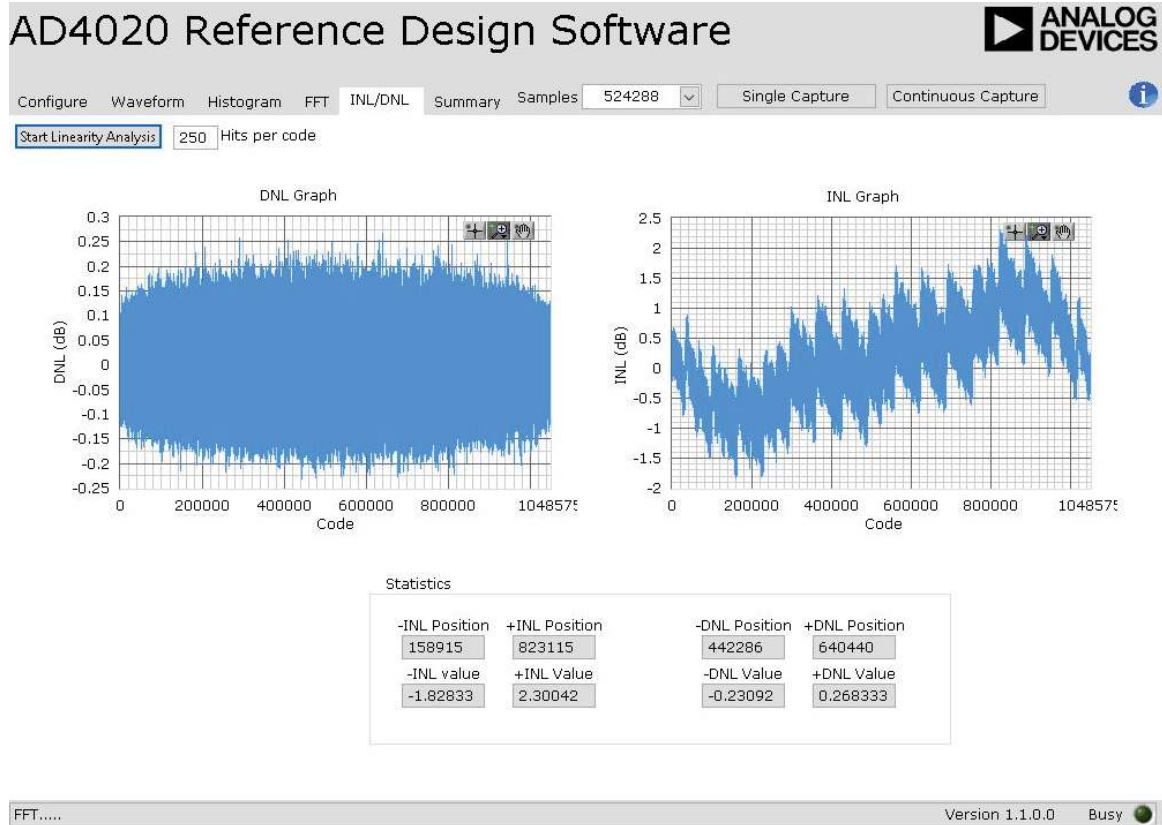 AD4020 Reference Design Software
ANALOG
DEVICES
Configure Waveform Histogram FFT INL/DNL Summary Samples 524288 Single Capture Continuous Capture i
Start Linearity Analysis 250 Hits per code
DNL Graph
0.3
0.25
0.2
0.15
0.1
0.05
0
-0.05
-0.1
-0.15
-0.2
-0.25
DNL (dB)
0 200000 400000 600000 800000 1048575
Code
INL Graph
2.5
2
1.5
1
0.5
0
-0.5
-1
-1.5
-2
INL (dB)
0 200000 400000 600000 800000 1048575
Code
Statistics
-INL Position +INL Position -DNL Position +DNL Position
158915 823115 442286 640440
-INL value +INL Value -DNL Value +DNL Value
-1.82833 2.30042 -0.23092 0.268333
FFT..... Version 1.1.0.0 Busy